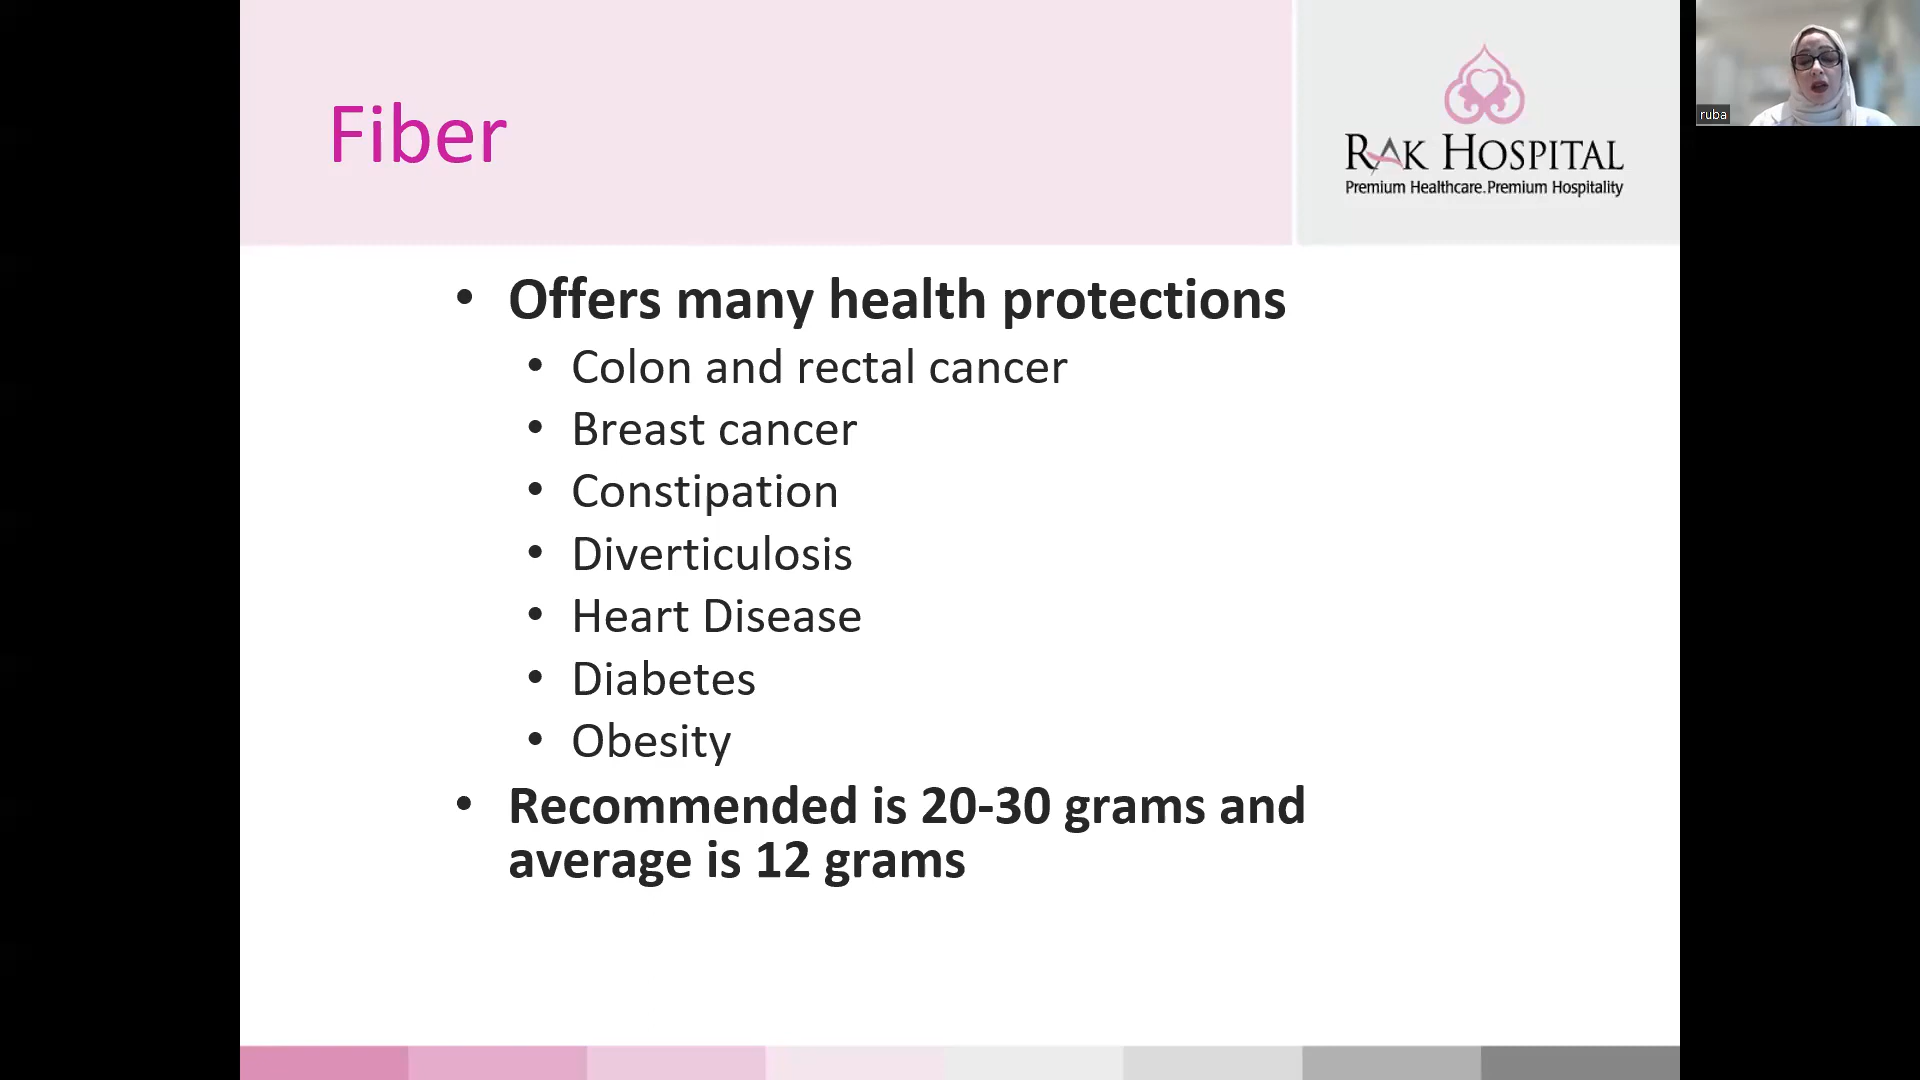 Fiber
RAK HOSPITAL
Premium Healthcare. Premium Hospitality
ruba
• Offers many health protections
• Colon and rectal cancer
• Breast cancer
• Constipation
• Diverticulosis
• Heart Disease
• Diabetes
• Obesity
• Recommended is 20-30 grams and
average is 12 grams